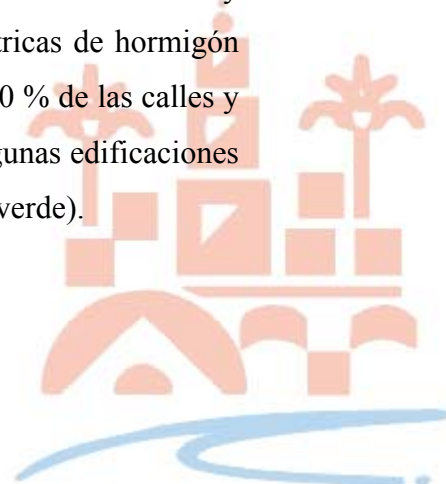 tricas de hormigón
0 % de las calles y
gunas edificaciones
verde).